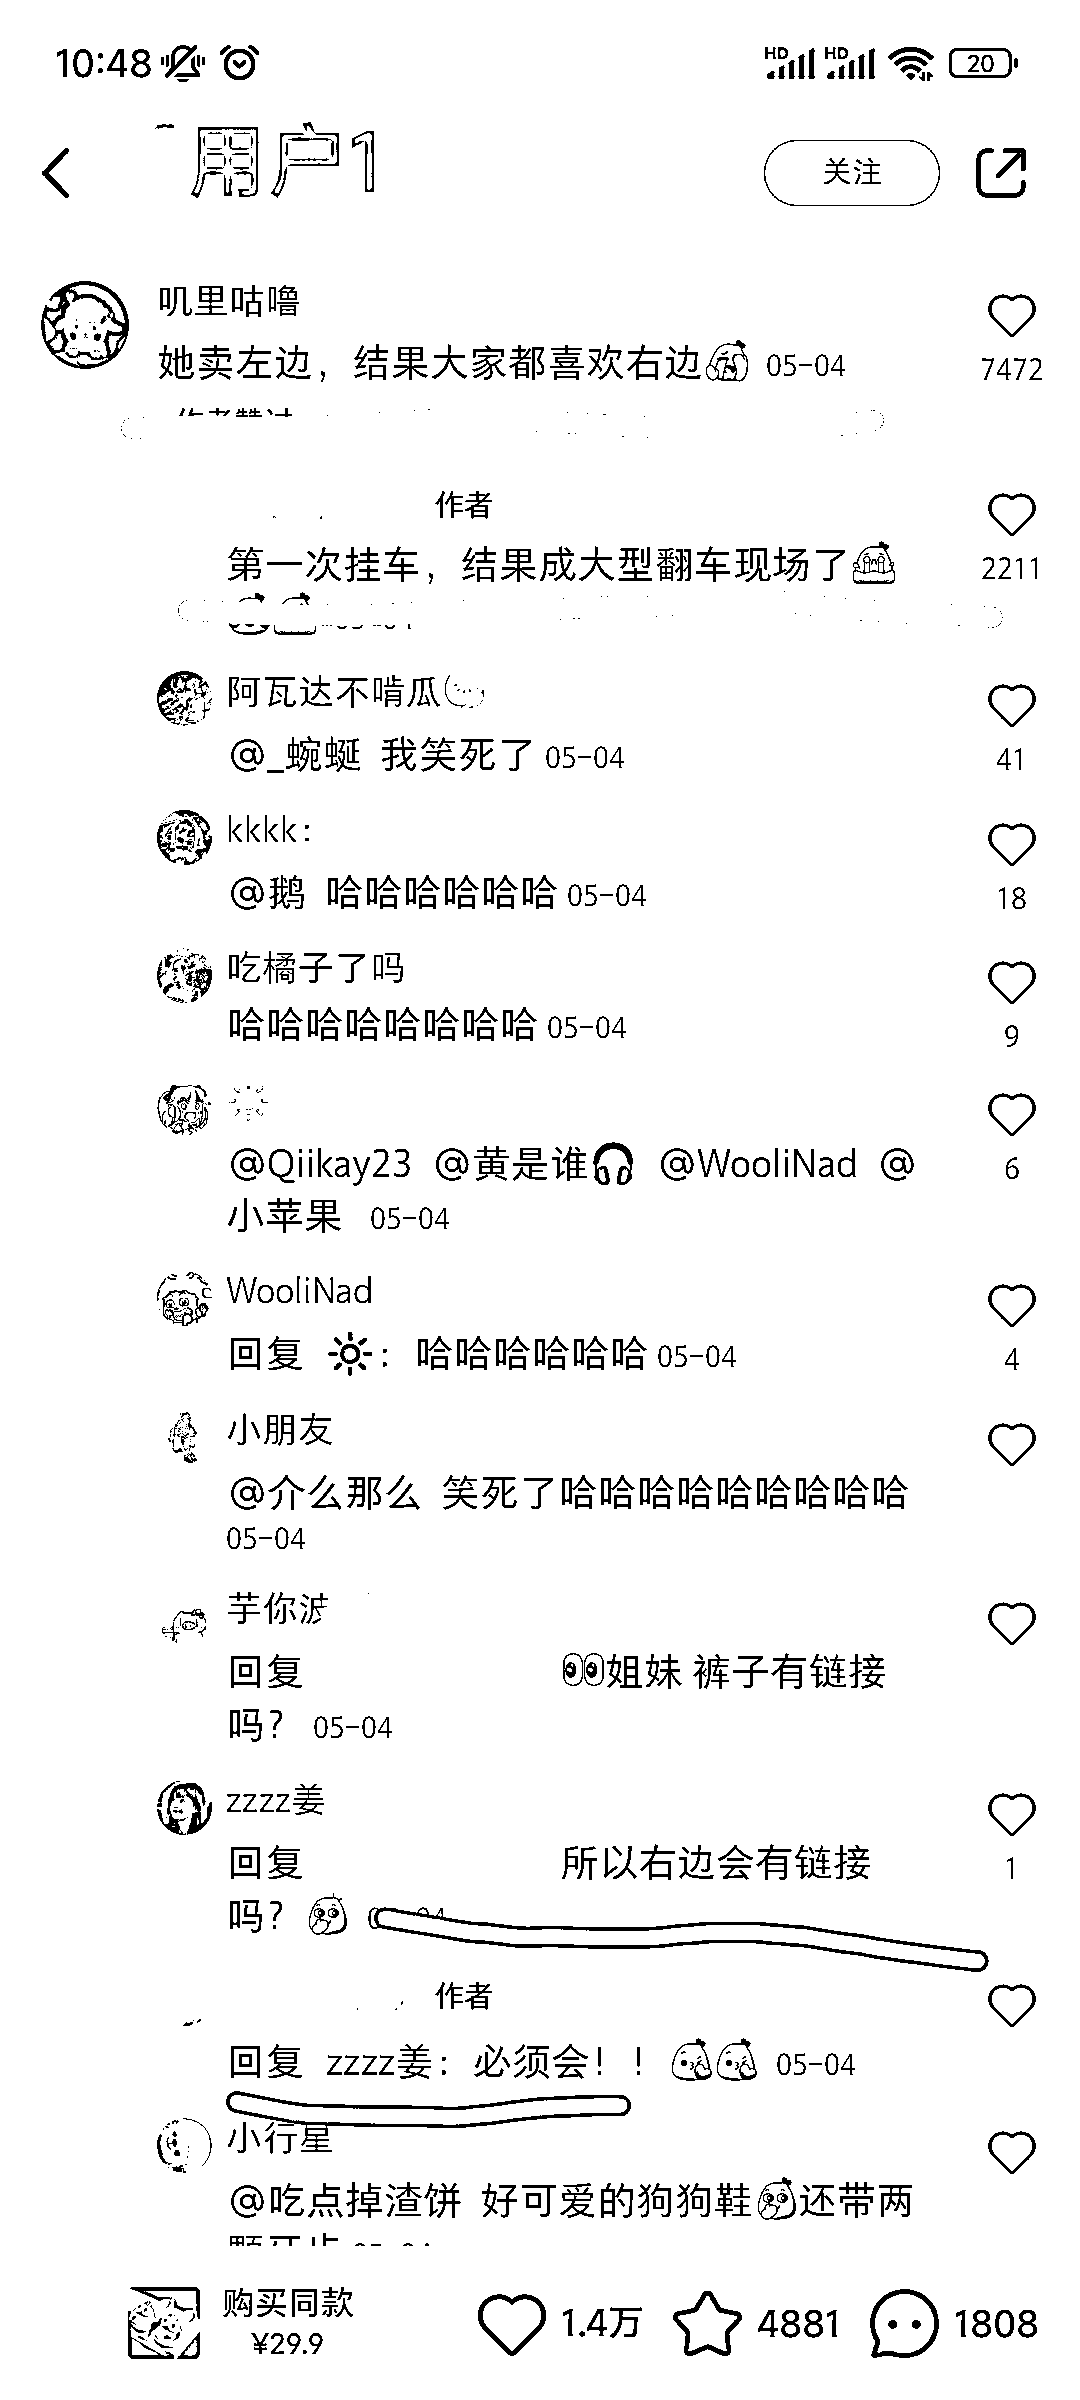 10:48 HD HD 20
用户1 关注
叽里咕噜
她卖左边，结果大家都喜欢右边 05-04
7472
作者赞过
作者
第一次挂车，结果成大型翻车现场了
2211
阿瓦达不啃瓜
@_蜿蜒 我笑死了 05-04
41
kkkk：
@鹅 哈哈哈哈哈哈 05-04
18
吃橘子了吗
哈哈哈哈哈哈哈哈 05-04
9
@Qiikay23 @黄是谁🎧 @WooliNad @
小苹果 05-04
6
WooliNad
回复 ☀：哈哈哈哈哈哈 05-04
4
小朋友
@介么那么 笑死了哈哈哈哈哈哈哈哈哈
05-04
芋你波
回复 👀姐妹 裤子有链接
吗？ 05-04
zzzz姜
回复 所以右边会有链接
吗？
1
作者
回复 zzzz姜：必须会！！ 05-04
小行星
@吃点掉渣饼 好可爱的狗狗鞋还带两
购买同款
¥29.9
1.4万 4881 1808